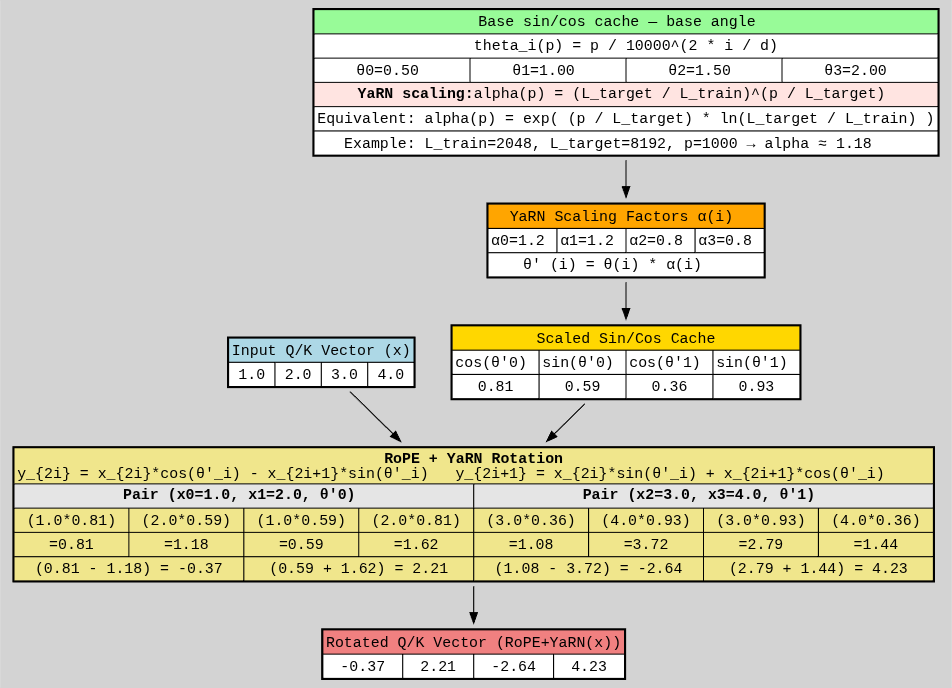 Base sin/cos cache — base angle
theta_i(p) = p / 10000^(2 * i / d)
θ0=0.50 θ1=1.00 θ2=1.50 θ3=2.00
YaRN scaling:alpha(p) = (L_target / L_train)^(p / L_target)
Equivalent: alpha(p) = exp( (p / L_target) * ln(L_target / L_train) )
Example: L_train=2048, L_target=8192, p=1000 → alpha ≈ 1.18
YaRN Scaling Factors α(i)
α0=1.2 α1=1.2 α2=0.8 α3=0.8
θ' (i) = θ(i) * α(i)
Input Q/K Vector (x)
1.0 2.0 3.0 4.0
Scaled Sin/Cos Cache
cos(θ'0) sin(θ'0) cos(θ'1) sin(θ'1)
0.81 0.59 0.36 0.93
RoPE + YaRN Rotation
y_{2i} = x_{2i}*cos(θ'_i) - x_{2i+1}*sin(θ'_i) y_{2i+1} = x_{2i}*sin(θ'_i) + x_{2i+1}*cos(θ'_i)
Pair (x0=1.0, x1=2.0, θ'0) Pair (x2=3.0, x3=4.0, θ'1)
(1.0*0.81) (2.0*0.59) (1.0*0.59) (2.0*0.81) (3.0*0.36) (4.0*0.93) (3.0*0.93) (4.0*0.36)
=0.81 =1.18 =0.59 =1.62 =1.08 =3.72 =2.79 =1.44
(0.81 - 1.18) = -0.37 (0.59 + 1.62) = 2.21 (1.08 - 3.72) = -2.64 (2.79 + 1.44) = 4.23
Rotated Q/K Vector (RoPE+YaRN(x))
-0.37 2.21 -2.64 4.23